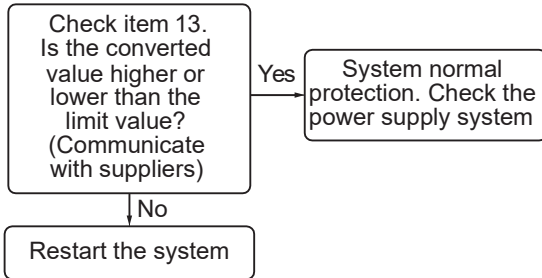 Check item 13.
Is the converted
value higher or
lower than the
limit value?
(Communicate
with suppliers)
Yes
System normal
protection. Check the
power supply system
No
Restart the system